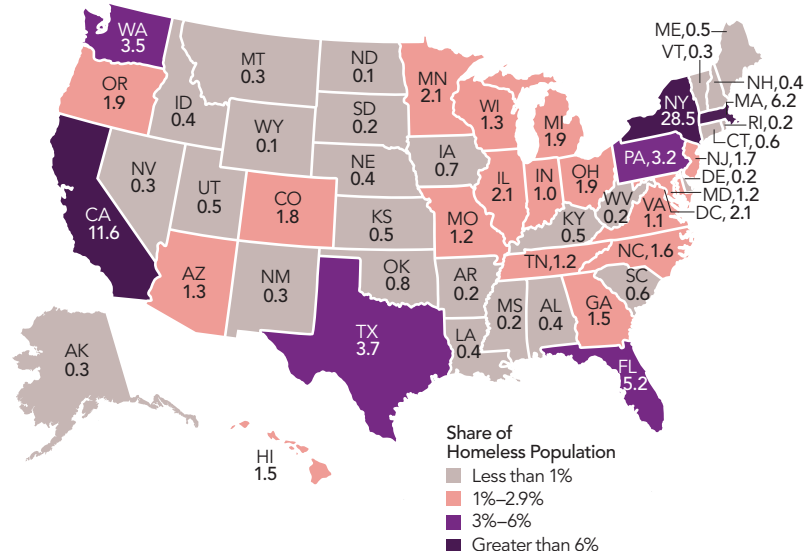 WA
3.5
OR
1.9
CA
11.6
ID
0.4
NV
0.3
MT
0.3
WY
0.1
UT
0.5
AZ
1.3
CO
1.8
NM
0.3
ND
0.1
SD
0.2
NE
0.4
KS
0.5
OK
0.8
TX
3.7
MN
2.1
IA
0.7
MO
1.2
AR
0.2
LA
0.4
WI
1.3
IL
2.1
MI
1.9
IN
1.0
OH
1.9
KY
0.5
TN, 1.2
MS
0.2
AL
0.4
GA
1.5
FL
5.2
SC
0.6
NC, 1.6
VA
1.1
WV
0.2
PA, 3.2
NY
28.5
ME, 0.5
VT, 0.3
NH, 0.4
MA, 6.2
RI, 0.2
CT, 0.6
NJ, 1.7
DE, 0.2
MD, 1.2
DC, 2.1
AK
0.3
HI
1.5
Share of
Homeless Population
Less than 1%
1%–2.9%
3%–6%
Greater than 6%